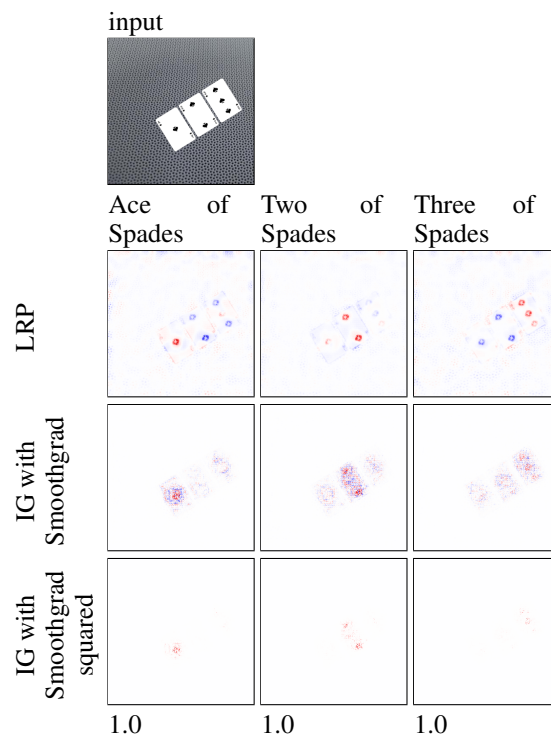 input
Ace of
Spades
Two of
Spades
Three of
Spades
LRP
IG with
Smoothgrad
IG with
Smoothgrad
squared
1.0
1.0
1.0